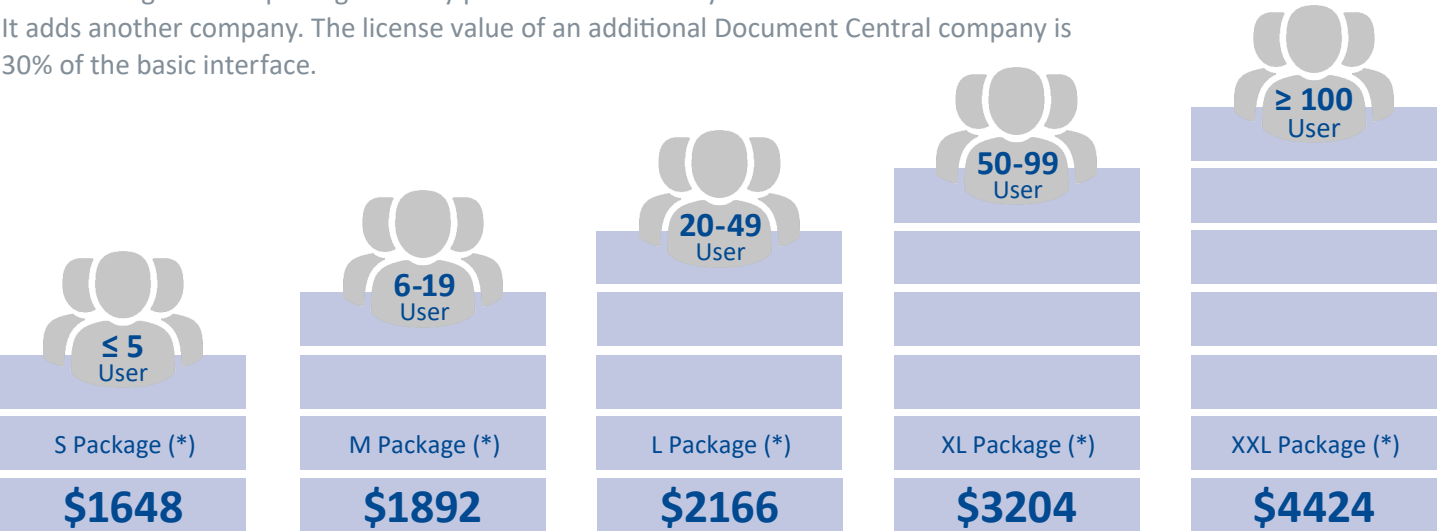 It adds another company. The license value of an additional Document Central company is
30% of the basic interface.
≤ 5
User
6-19
User
20-49
User
50-99
User
≥ 100
User
S Package (*)
M Package (*)
L Package (*)
XL Package (*)
XXL Package (*)
$1648
$1892
$2166
$3204
$4424